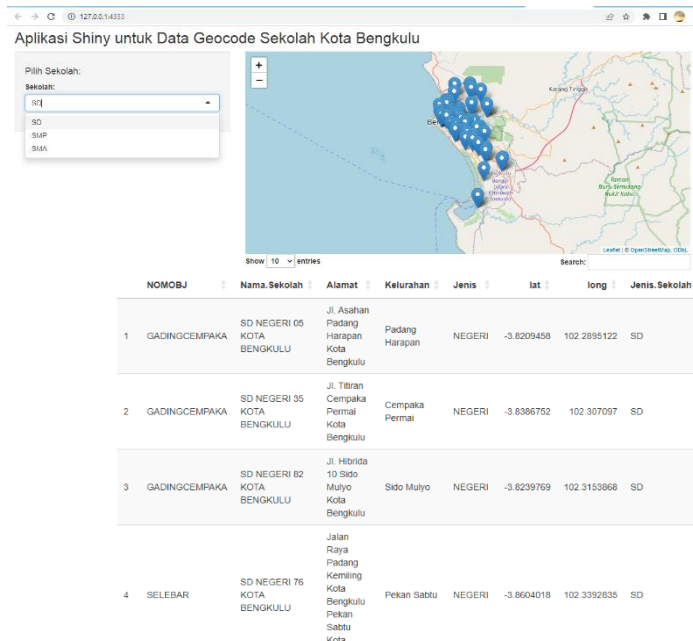 127.0.0.1:4333
Aplikasi Shiny untuk Data Geocode Sekolah Kota Bengkulu
Pilih Sekolah:
Sekolah:
SD
SD
SMP
SMA
+
−
Karang Tinggi
Taman
Buru Semidang
Bukit Kabu
Leaflet | © OpenStreetMap, ODbL
Show 10 entries
Search:
NOMOBJ Nama.Sekolah Alamat Kelurahan Jenis lat long Jenis.Sekolah
1 GADINGCEMPAKA SD NEGERI 05 KOTA BENGKULU Jl. Asahan Padang Harapan Kota Bengkulu Padang Harapan NEGERI -3.8209458 102.2895122 SD
2 GADINGCEMPAKA SD NEGERI 35 KOTA BENGKULU Jl. Titiran Cempaka Permai Kota Bengkulu Cempaka Permai NEGERI -3.8386752 102.307097 SD
3 GADINGCEMPAKA SD NEGERI 82 KOTA BENGKULU Jl. Hibrida 10 Sido Mulyo Kota Bengkulu Sido Mulyo NEGERI -3.8239769 102.3153868 SD
4 SELEBAR SD NEGERI 76 KOTA BENGKULU Jalan Raya Padang Kemiling Kota Bengkulu Pekan Sabtu Kota Pekan Sabtu NEGERI -3.8604018 102.3392835 SD